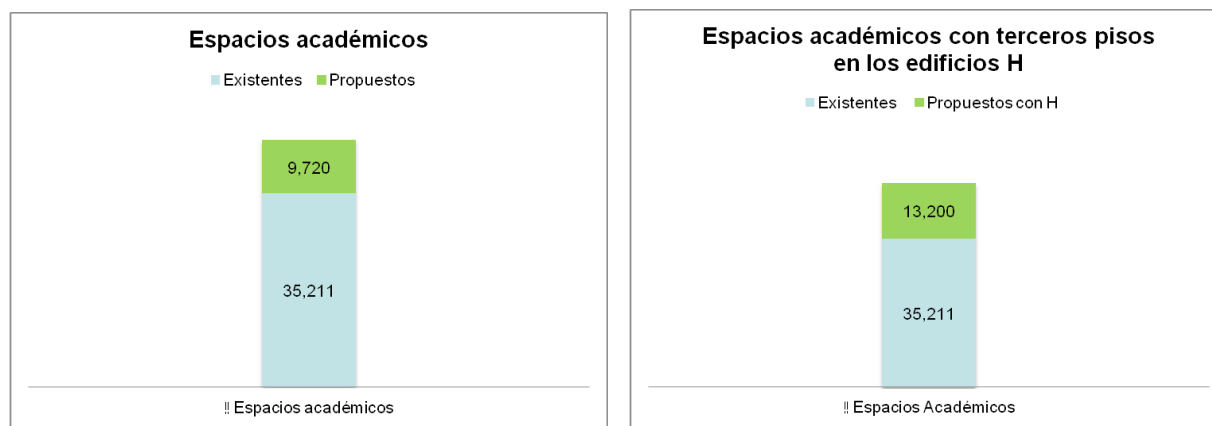 Espacios académicos
Existentes Propuestos
9,720
35,211
!! Espacios académicos
Espacios académicos con terceros pisos
en los edificios H
Existentes Propuestos con H
13,200
35,211
!! Espacios Académicos